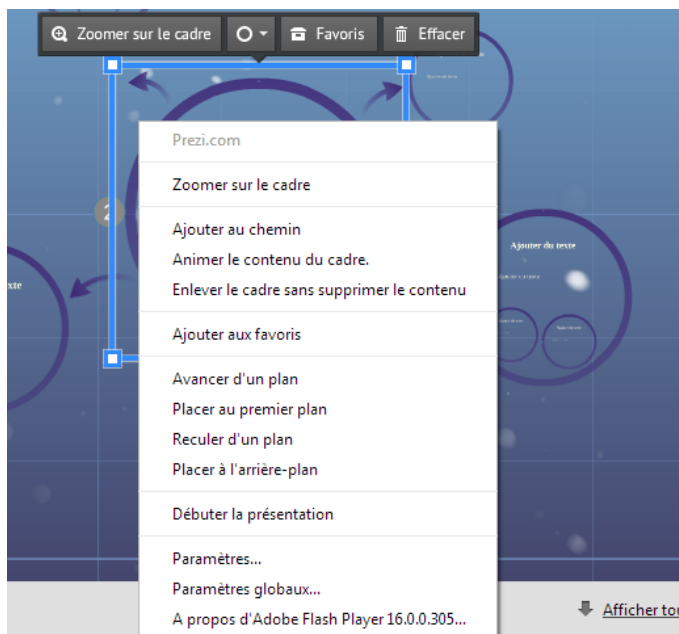 Zoomer sur le cadre
Favoris
Effacer
Prezi.com
Zoomer sur le cadre
Ajouter au chemin
Animer le contenu du cadre.
Enlever le cadre sans supprimer le contenu
Ajouter aux favoris
Avancer d'un plan
Placer au premier plan
Reculer d'un plan
Placer à l'arrière-plan
Débuter la présentation
Paramètres...
Paramètres globaux...
A propos d'Adobe Flash Player 16.0.0.305...
2
Ajouter du texte
Afficher